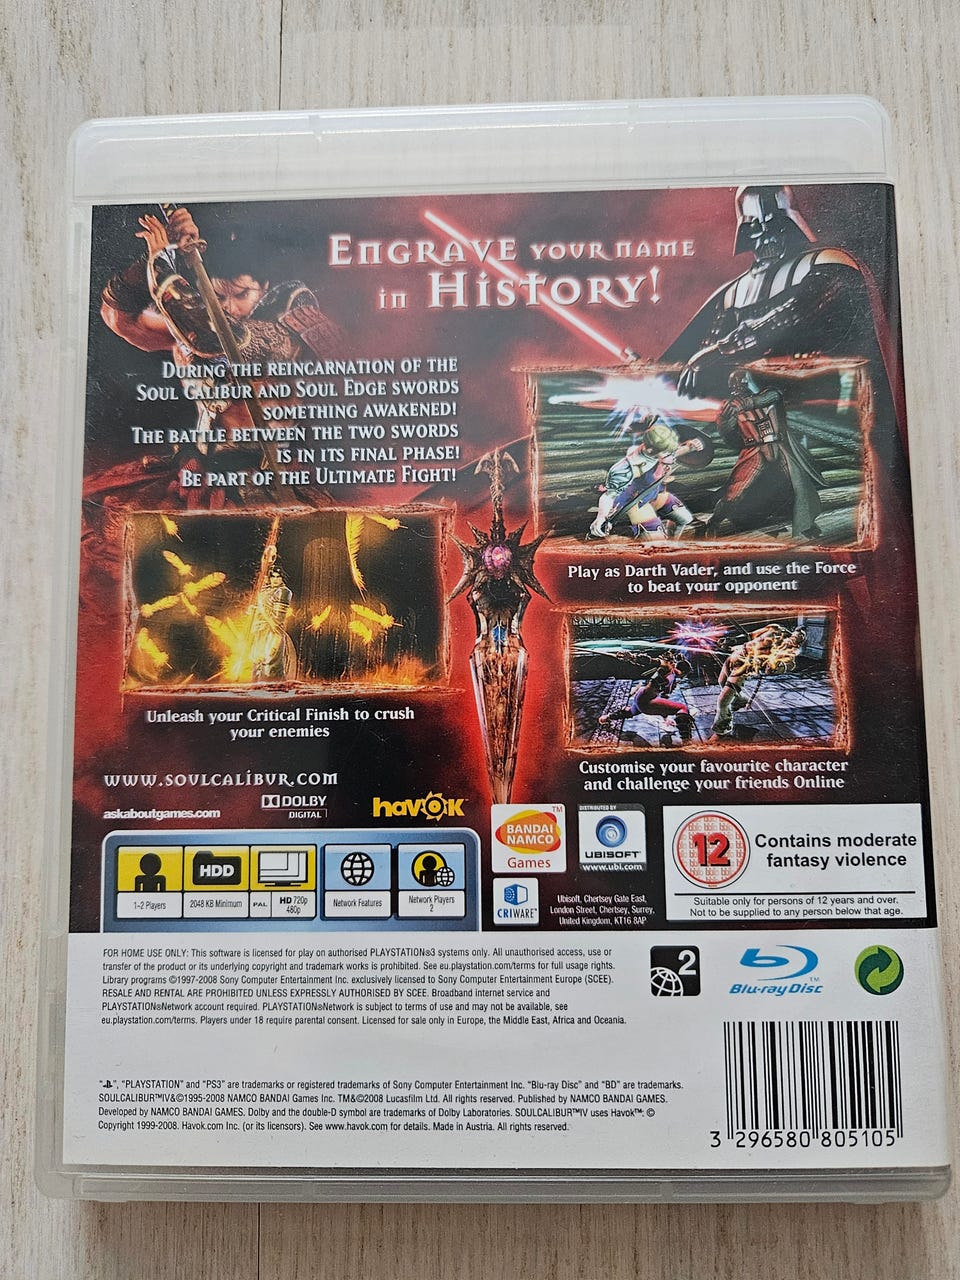 Engrave your name
in History!
During the reincarnation of the
Soul Calibur and Soul Edge swords
something awakened!
The battle between the two swords
is in its final phase!
Be part of the Ultimate Fight!
Play as Darth Vader, and use the Force
to beat your opponent
Unleash your Critical Finish to crush
your enemies
Customise your favourite character
and challenge your friends Online
www.soulcalibur.com
askaboutgames.com
DOLBY
DIGITAL
havok
BANDAI
NAMCO
Games
TM
DISTRIBUTED BY
UBISOFT
www.ubi.com
CRIWARE
Ubisoft, Chertsey Gate East,
London Street, Chertsey, Surrey,
United Kingdom, KT16 8AP
12
Contains moderate
fantasy violence
Suitable only for persons of 12 years and over.
Not to be supplied to any person below that age.
1-2 Players
HDD
2048 KB Minimum
PAL
HD 720p
480p
Network Features
Network Players
2
FOR HOME USE ONLY: This software is licensed for play on authorised PLAYSTATION®3 systems only. All unauthorised access, use or
transfer of the product or its underlying copyright and trademark works is prohibited. See eu.playstation.com/terms for full usage rights.
Library programs ©1997-2008 Sony Computer Entertainment Inc. exclusively licensed to Sony Computer Entertainment Europe (SCEE).
RESALE AND RENTAL ARE PROHIBITED UNLESS EXPRESSLY AUTHORISED BY SCEE. Broadband internet service and
PLAYSTATION®Network account required. PLAYSTATION®Network is subject to terms of use and may not be available, see
eu.playstation.com/terms. Players under 18 require parental consent. Licensed for sale only in Europe, the Middle East, Africa and Oceania.
2
Blu-ray Disc
TM
"", "PLAYSTATION" and "PS3" are trademarks or registered trademarks of Sony Computer Entertainment Inc. "Blu-ray Disc" and "BD" are trademarks.
SOULCALIBUR™IV&©1995-2008 NAMCO BANDAI Games Inc. TM&©2008 Lucasfilm Ltd. All rights reserved. Published by NAMCO BANDAI GAMES.
Developed by NAMCO BANDAI GAMES. Dolby and the double-D symbol are trademarks of Dolby Laboratories. SOULCALIBUR™IV uses Havok™: ©
Copyright 1999-2008. Havok.com Inc. (or its licensors). See www.havok.com for details. Made in Austria. All rights reserved.
3 296580 805105